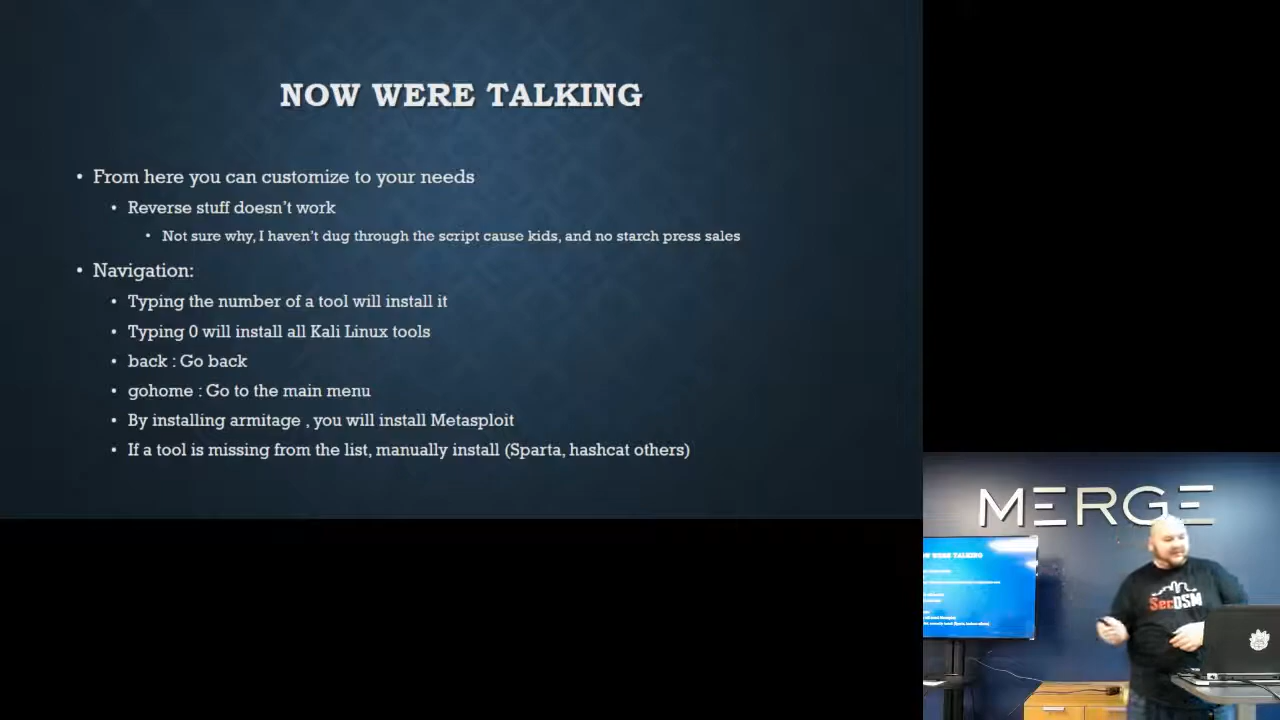 NOW WERE TALKING
• From here you can customize to your needs
• Reverse stuff doesn't work
• Not sure why, I haven't dug through the script cause kids, and no starch press sales
• Navigation:
• Typing the number of a tool will install it
• Typing 0 will install all Kali Linux tools
• back : Go back
• gohome : Go to the main menu
• By installing armitage , you will install Metasploit
• If a tool is missing from the list, manually install (Sparta, hashcat others)
MERGE
OW WERE TALKING
SecDSM